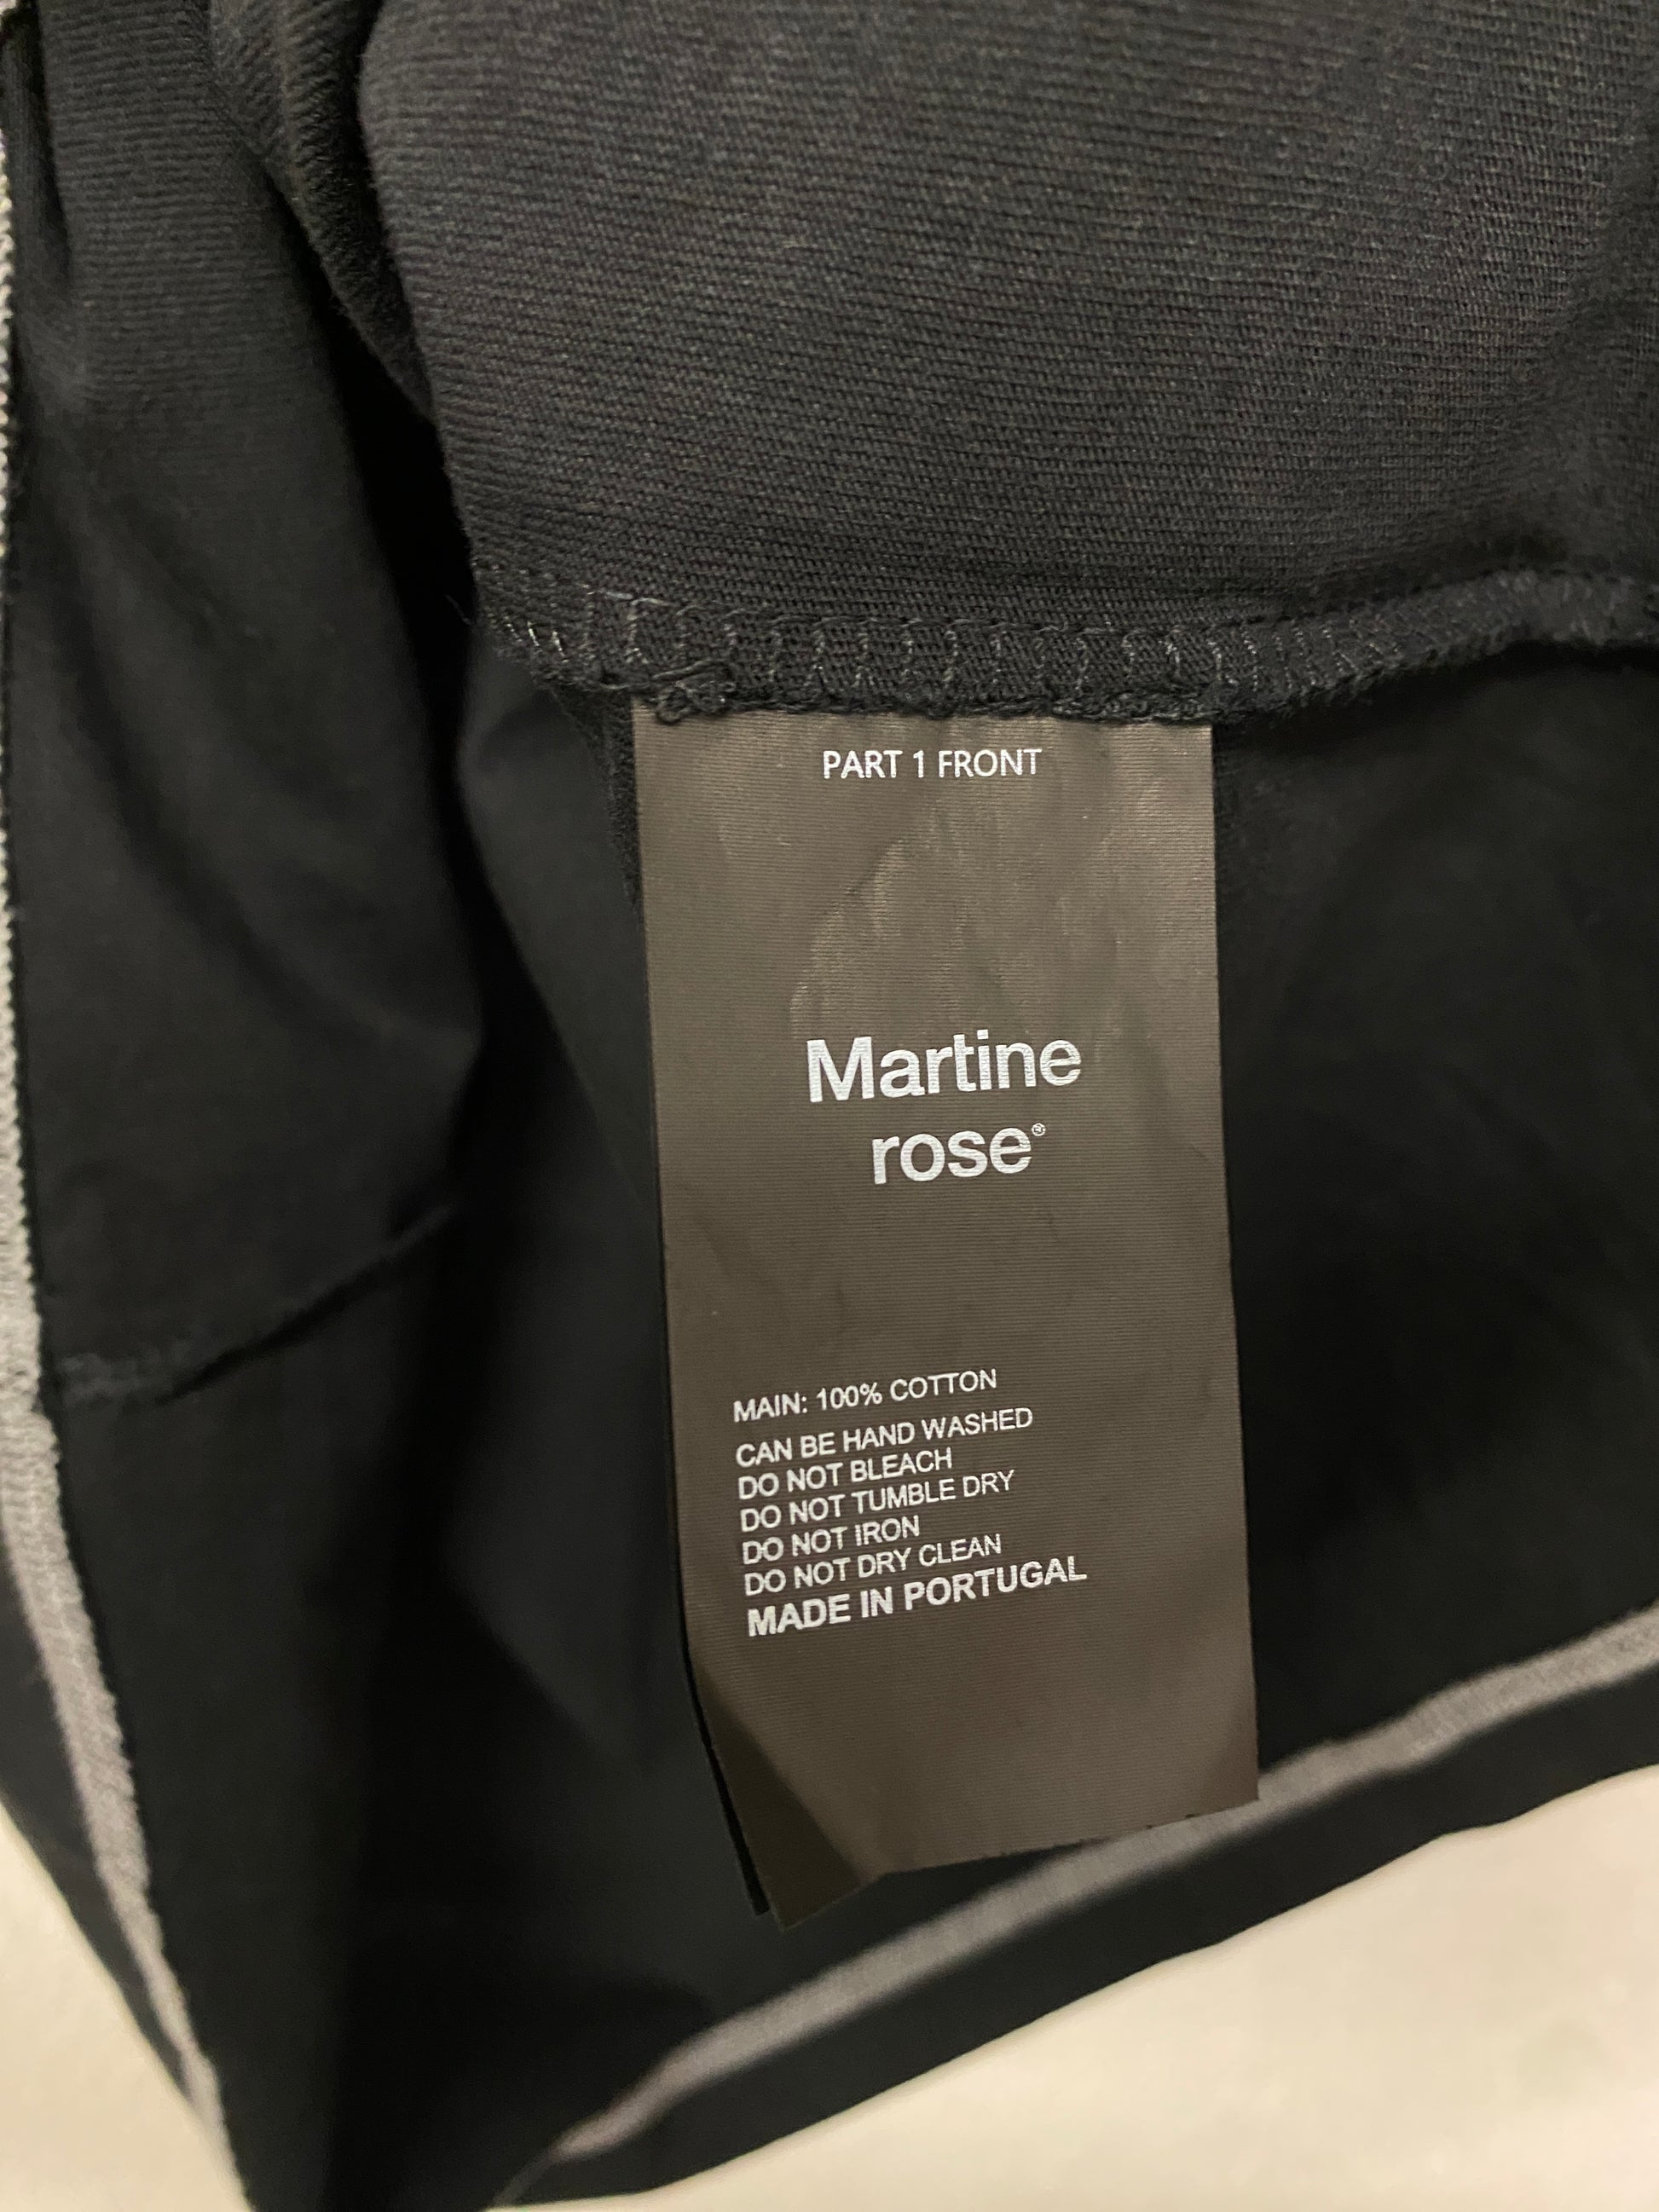 PART 1 FRONT
Martine
rose®
MAIN: 100% COTTON
CAN BE HAND WASHED
DO NOT BLEACH
DO NOT TUMBLE DRY
DO NOT IRON
DO NOT DRY CLEAN
MADE IN PORTUGAL